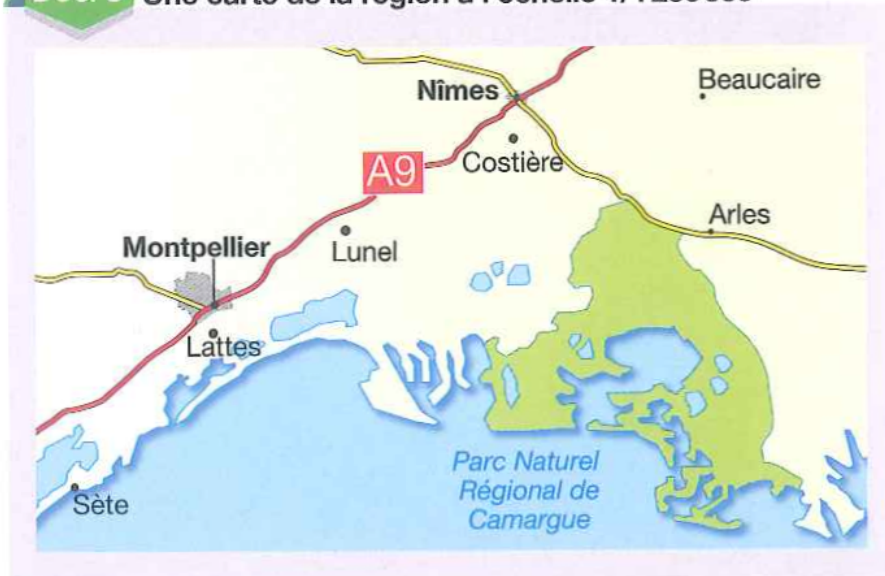 Nîmes
Beaucaire
Costière
A9
Arles
Montpellier
Lunel
Lattes
Parc Naturel
Régional de
Camargue
Sète